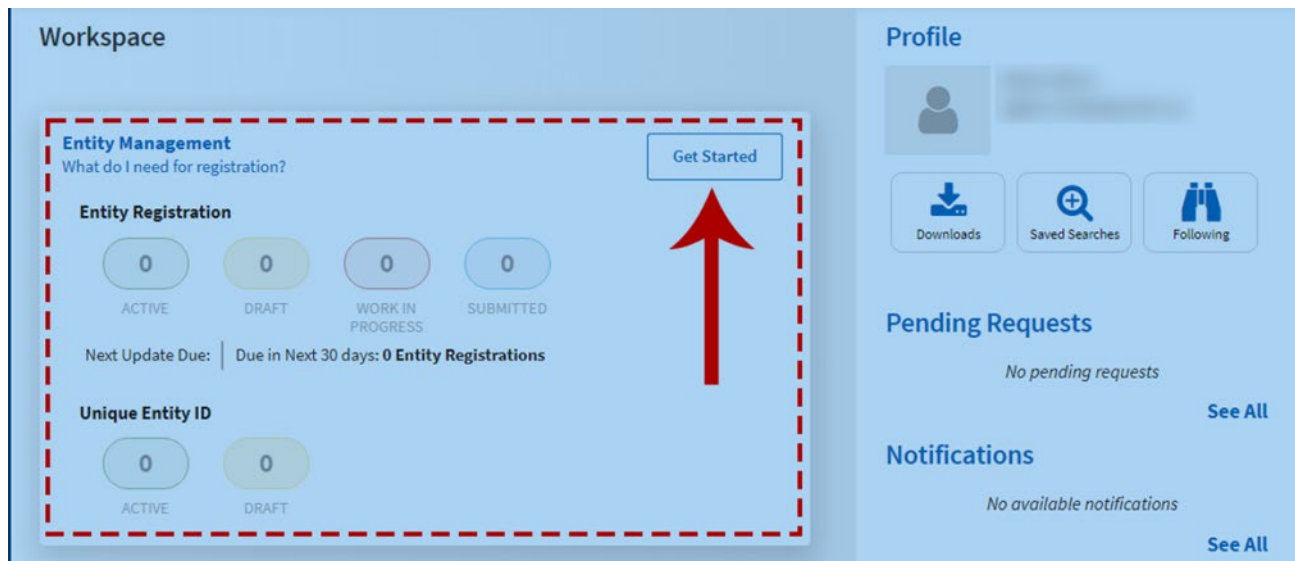 Workspace
Entity Management
What do I need for registration?
Get Started
Entity Registration
0 0 0 0
ACTIVE DRAFT WORK IN PROGRESS SUBMITTED
Next Update Due: Due in Next 30 days: 0 Entity Registrations
Unique Entity ID
0 0
ACTIVE DRAFT
Profile
Downloads Saved Searches Following
Pending Requests
No pending requests
See All
Notifications
No available notifications
See All